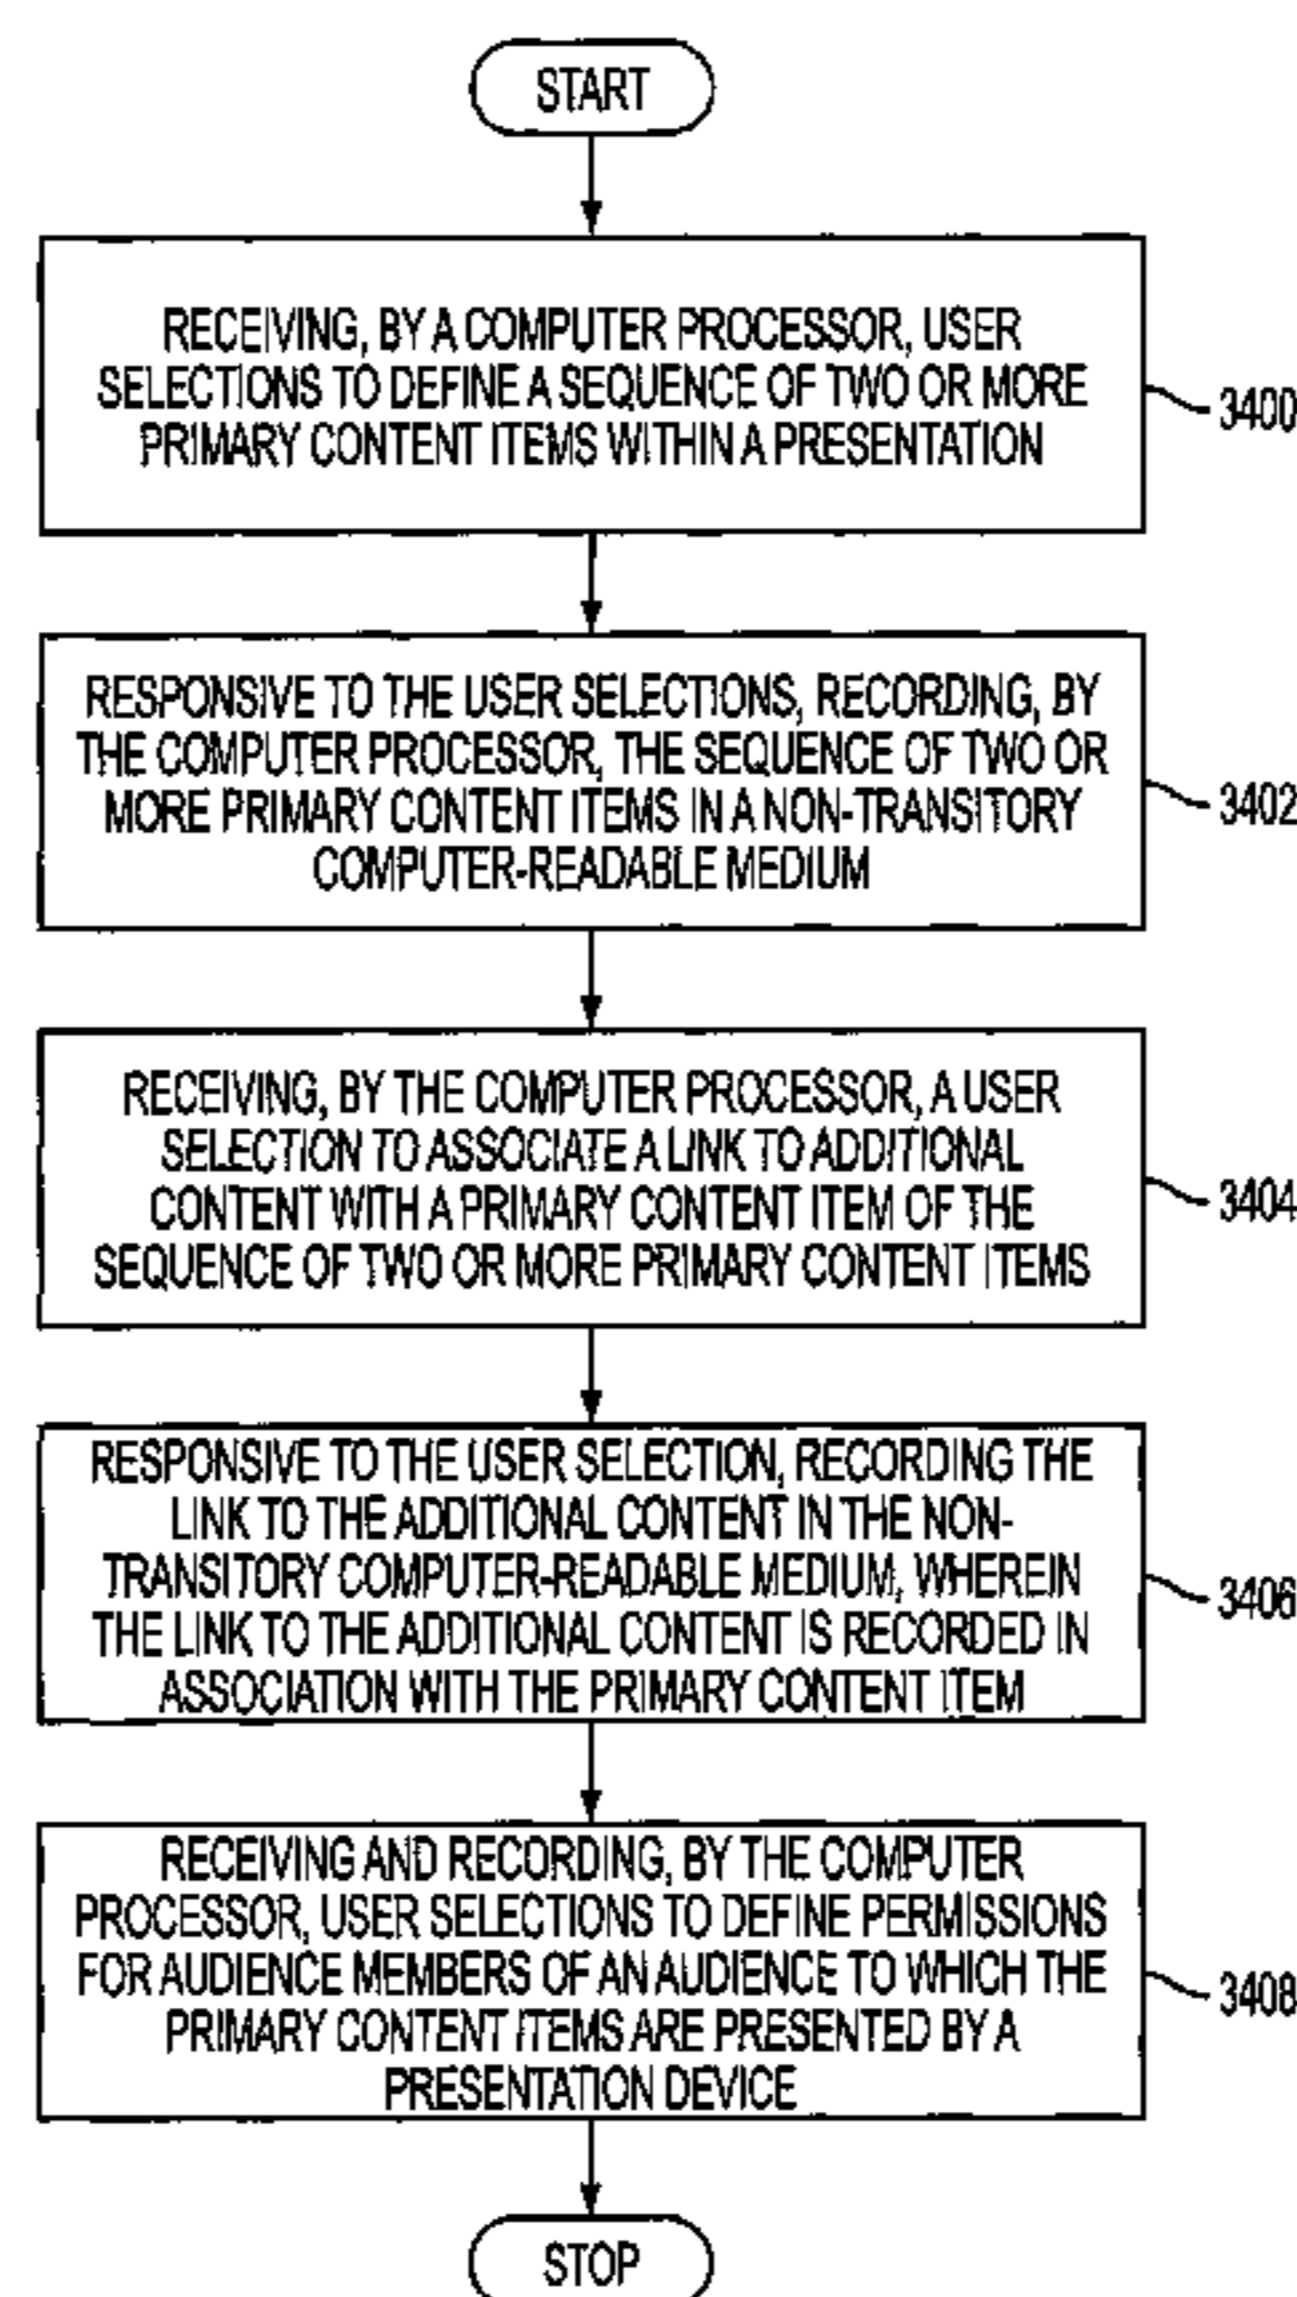 START
RECEIVING, BY A COMPUTER PROCESSOR, USER
SELECTIONS TO DEFINE A SEQUENCE OF TWO OR MORE
PRIMARY CONTENT ITEMS WITHIN A PRESENTATION
3400
RESPONSIVE TO THE USER SELECTIONS, RECORDING, BY
THE COMPUTER PROCESSOR, THE SEQUENCE OF TWO OR
MORE PRIMARY CONTENT ITEMS IN A NON-TRANSITORY
COMPUTER-READABLE MEDIUM
3402
RECEIVING, BY THE COMPUTER PROCESSOR, A USER
SELECTION TO ASSOCIATE A LINK TO ADDITIONAL
CONTENT WITH A PRIMARY CONTENT ITEM OF THE
SEQUENCE OF TWO OR MORE PRIMARY CONTENT ITEMS
3404
RESPONSIVE TO THE USER SELECTION, RECORDING THE
LINK TO THE ADDITIONAL CONTENT IN THE NON-
TRANSITORY COMPUTER-READABLE MEDIUM, WHEREIN
THE LINK TO THE ADDITIONAL CONTENT IS RECORDED IN
ASSOCIATION WITH THE PRIMARY CONTENT ITEM
3406
RECEIVING AND RECORDING, BY THE COMPUTER
PROCESSOR, USER SELECTIONS TO DEFINE PERMISSIONS
FOR AUDIENCE MEMBERS OF AN AUDIENCE TO WHICH THE
PRIMARY CONTENT ITEMS ARE PRESENTED BY A
PRESENTATION DEVICE
3408
STOP